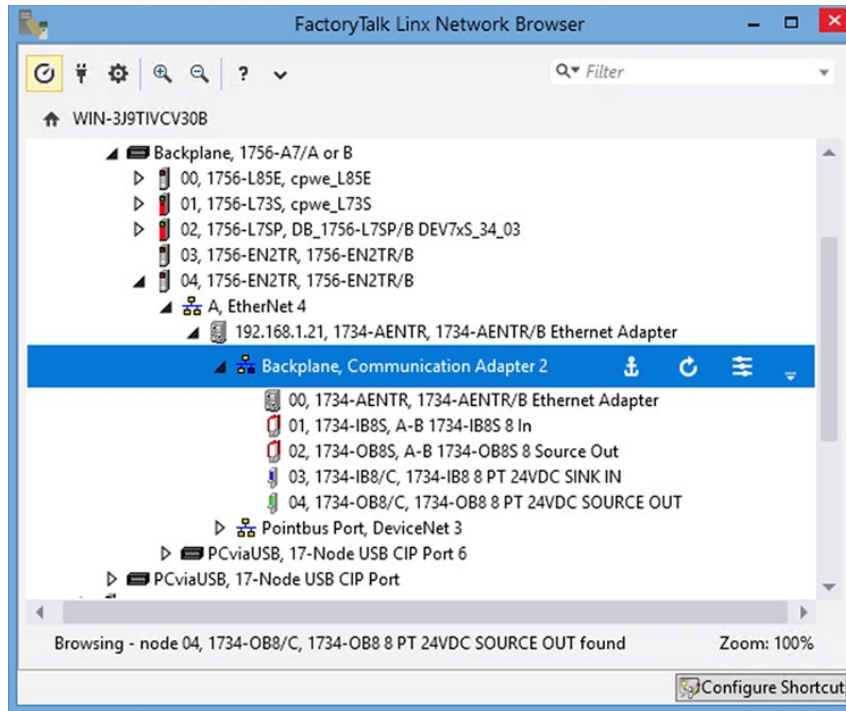 FactoryTalk Linx Network Browser
Filter
WIN-3J9TIVCV30B
Backplane, 1756-A7/A or B
00, 1756-L85E, cpwe_L85E
01, 1756-L73S, cpwe_L73S
02, 1756-L7SP, DB_1756-L7SP/B DEV7xS_34_03
03, 1756-EN2TR, 1756-EN2TR/B
04, 1756-EN2TR, 1756-EN2TR/B
A, EtherNet 4
192.168.1.21, 1734-AENTR, 1734-AENTR/B Ethernet Adapter
Backplane, Communication Adapter 2
00, 1734-AENTR, 1734-AENTR/B Ethernet Adapter
01, 1734-IB8S, A-B 1734-IB8S 8 In
02, 1734-OB8S, A-B 1734-OB8S 8 Source Out
03, 1734-IB8/C, 1734-IB8 8 PT 24VDC SINK IN
04, 1734-OB8/C, 1734-OB8 8 PT 24VDC SOURCE OUT
Pointbus Port, DeviceNet 3
PCviaUSB, 17-Node USB CIP Port 6
PCviaUSB, 17-Node USB CIP Port
Browsing - node 04, 1734-OB8/C, 1734-OB8 8 PT 24VDC SOURCE OUT found Zoom: 100%
Configure Shortcut